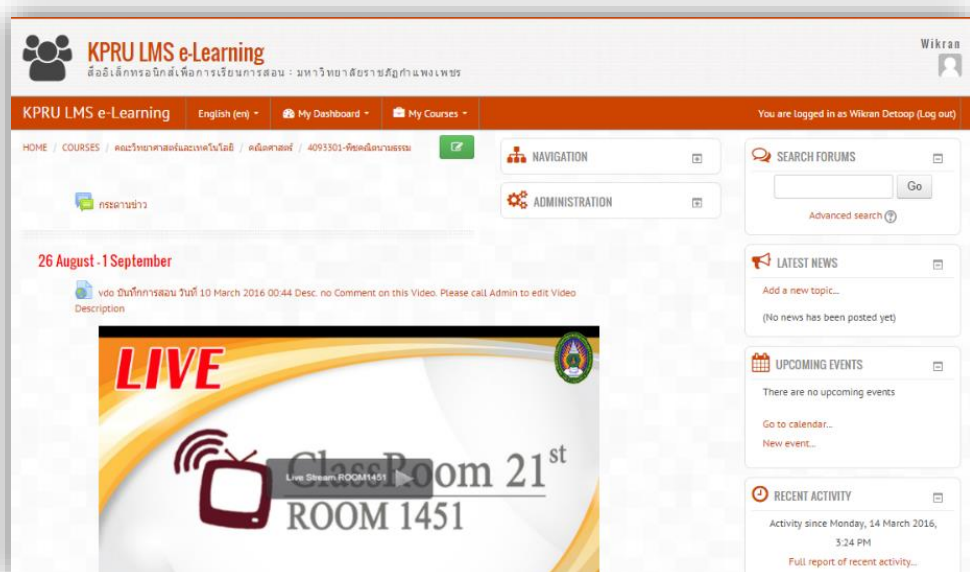 KPRU LMS e-Learning
สื่ออิเล็กทรอนิกส์เพื่อการเรียนการสอน : มหาวิทยาลัยราชภัฏกำแพงเพชร
Wikran
KPRU LMS e-Learning English (en) My Dashboard My Courses You are logged in as Wikran Detoop (Log out)
HOME / COURSES / คณะวิทยาศาสตร์และเทคโนโลยี / คณิตศาสตร์ / 4093301-พีชคณิตนามธรรม
กระดานข่าว
26 August - 1 September
vdo บันทึกการสอน วันที่ 10 March 2016 00:44 Desc. no Comment on this Video. Please call Admin to edit Video
Description
LIVE
ClassRoom 21st
Live Stream ROOM1451
ROOM 1451
NAVIGATION
ADMINISTRATION
SEARCH FORUMS
Go
Advanced search
LATEST NEWS
Add a new topic...
(No news has been posted yet)
UPCOMING EVENTS
There are no upcoming events
Go to calendar...
New event...
RECENT ACTIVITY
Activity since Monday, 14 March 2016,
3:24 PM
Full report of recent activity...